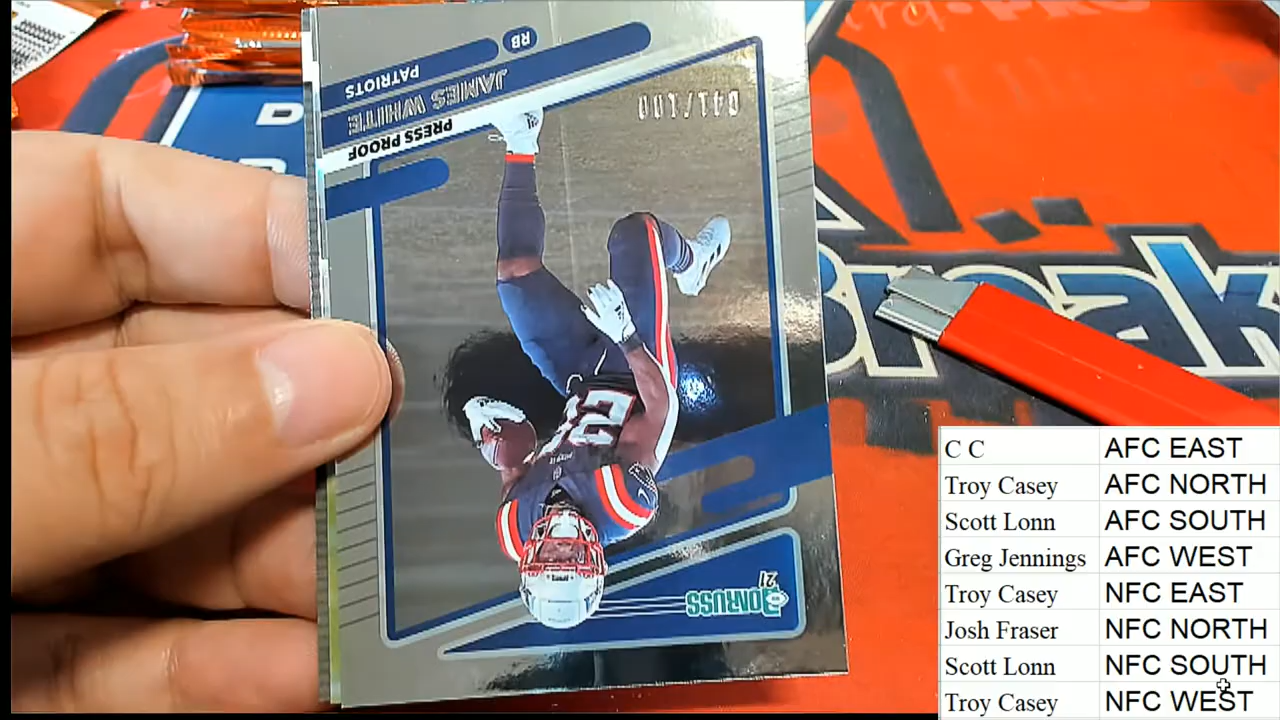 RB
PATRIOTS
JAMES WHITE
PRESS PROOF
041/100
28
21
DONRUSS
Break
C C AFC EAST
Troy Casey AFC NORTH
Scott Lonn AFC SOUTH
Greg Jennings AFC WEST
Troy Casey NFC EAST
Josh Fraser NFC NORTH
Scott Lonn NFC SOUTH
Troy Casey NFC WEST